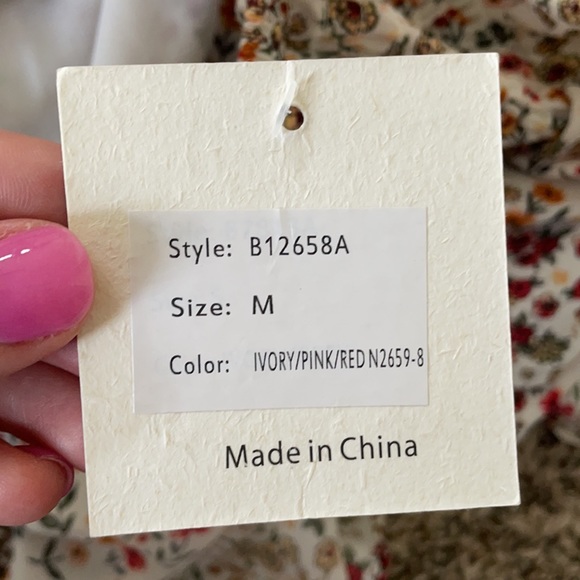 Style: B12658A
Size: M
Color: IVORY/PINK/RED N2659-8
Made in China